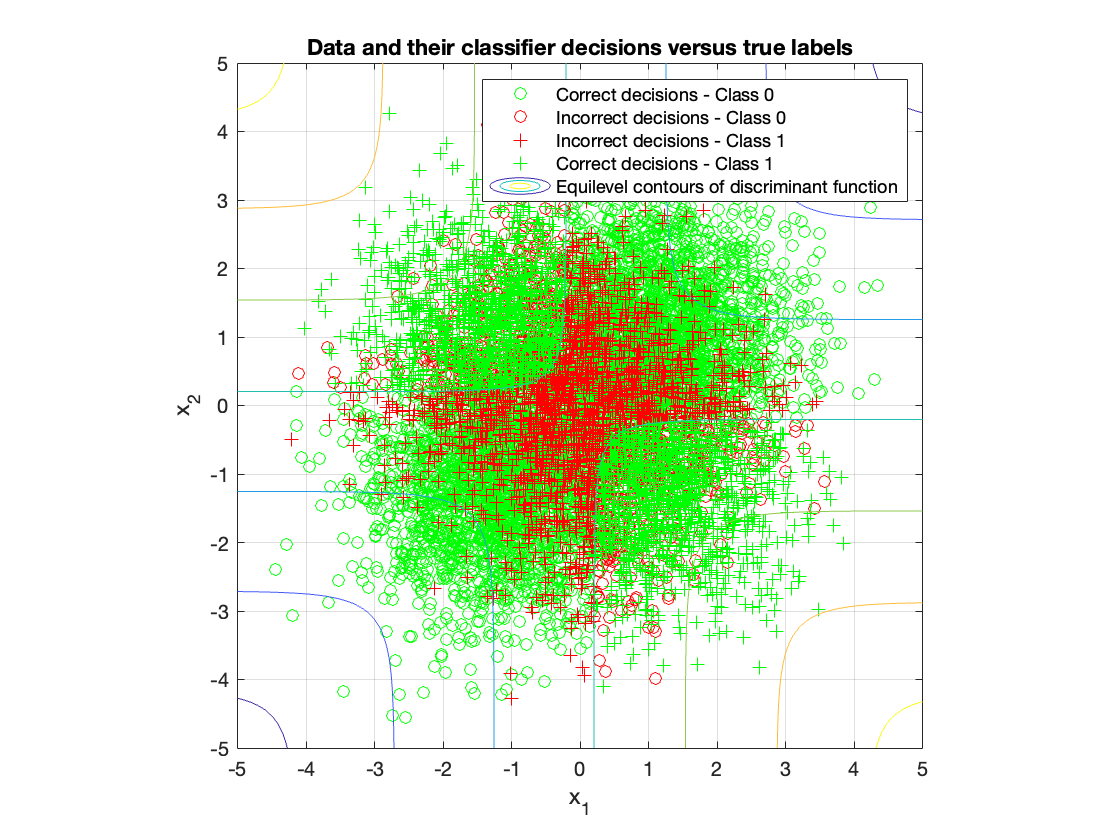 Data and their classifier decisions versus true labels
5
4
3
2
1
0
-1
-2
-3
-4
-5
x2
Correct decisions - Class 0
Incorrect decisions - Class 0
Incorrect decisions - Class 1
Correct decisions - Class 1
Equilevel contours of discriminant function
-5 -4 -3 -2 -1 0 1 2 3 4 5
x1